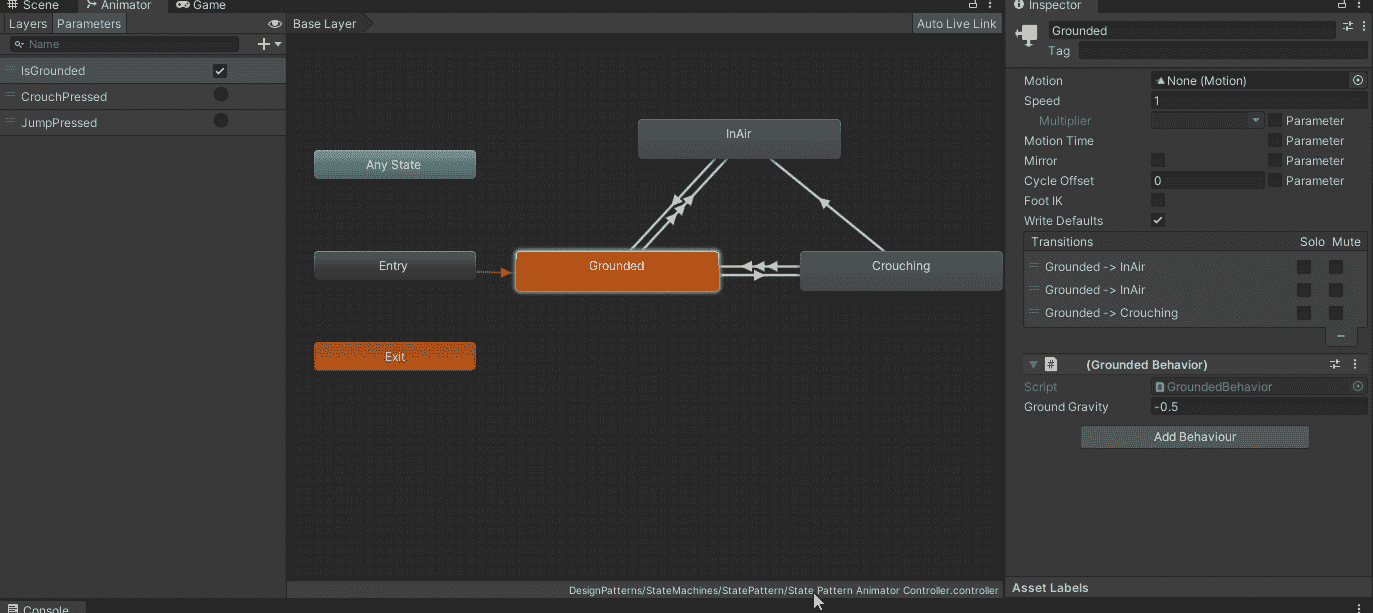 Scene
Animator
Game
Layers Parameters
Name
IsGrounded
CrouchPressed
JumpPressed
Base Layer
Auto Live Link
Any State
Entry
Exit
InAir
Grounded
Crouching
DesignPatterns/StateMachines/StatePattern/State Pattern Animator Controller.controller
Console
Inspector
Grounded
Tag
Motion None (Motion)
Speed 1
Multiplier Parameter
Motion Time Parameter
Mirror Parameter
Cycle Offset 0 Parameter
Foot IK
Write Defaults
Transitions Solo Mute
Grounded -> InAir
Grounded -> InAir
Grounded -> Crouching
(Grounded Behavior)
Script GroundedBehavior
Ground Gravity -0.5
Add Behaviour
Asset Labels